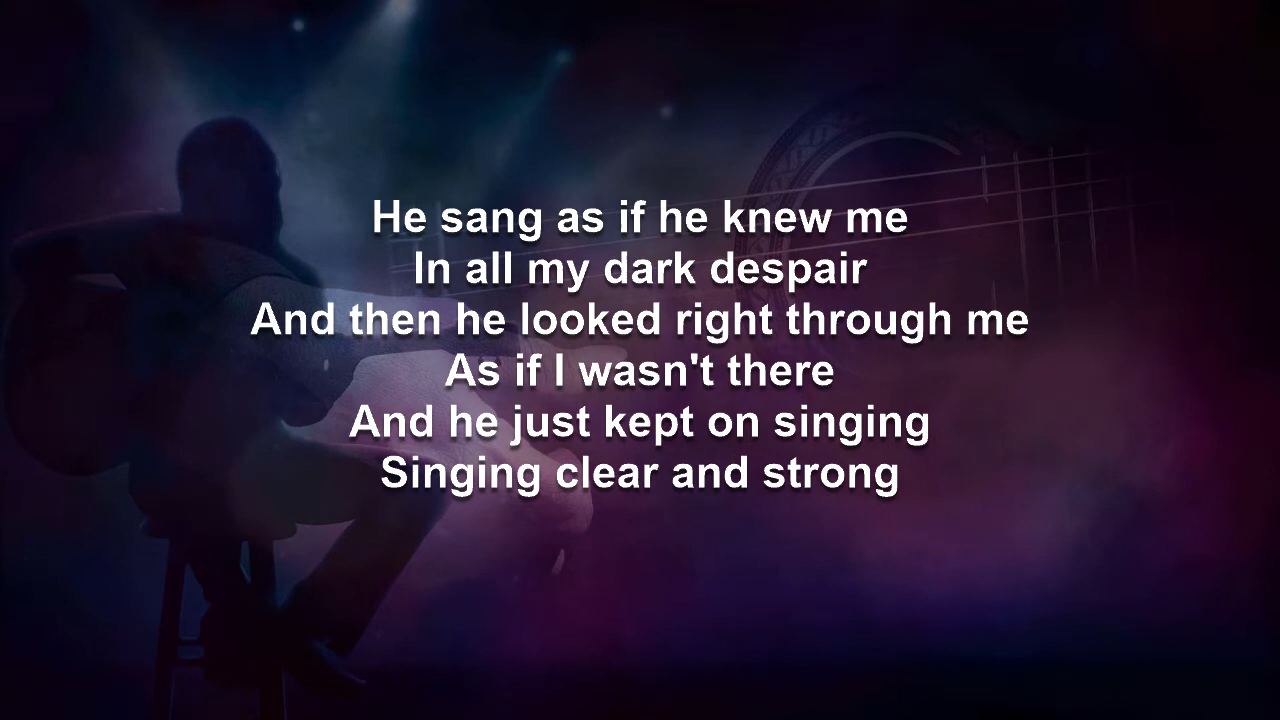 He sang as if he knew me
In all my dark despair
And then he looked right through me
As if I wasn't there
And he just kept on singing
Singing clear and strong